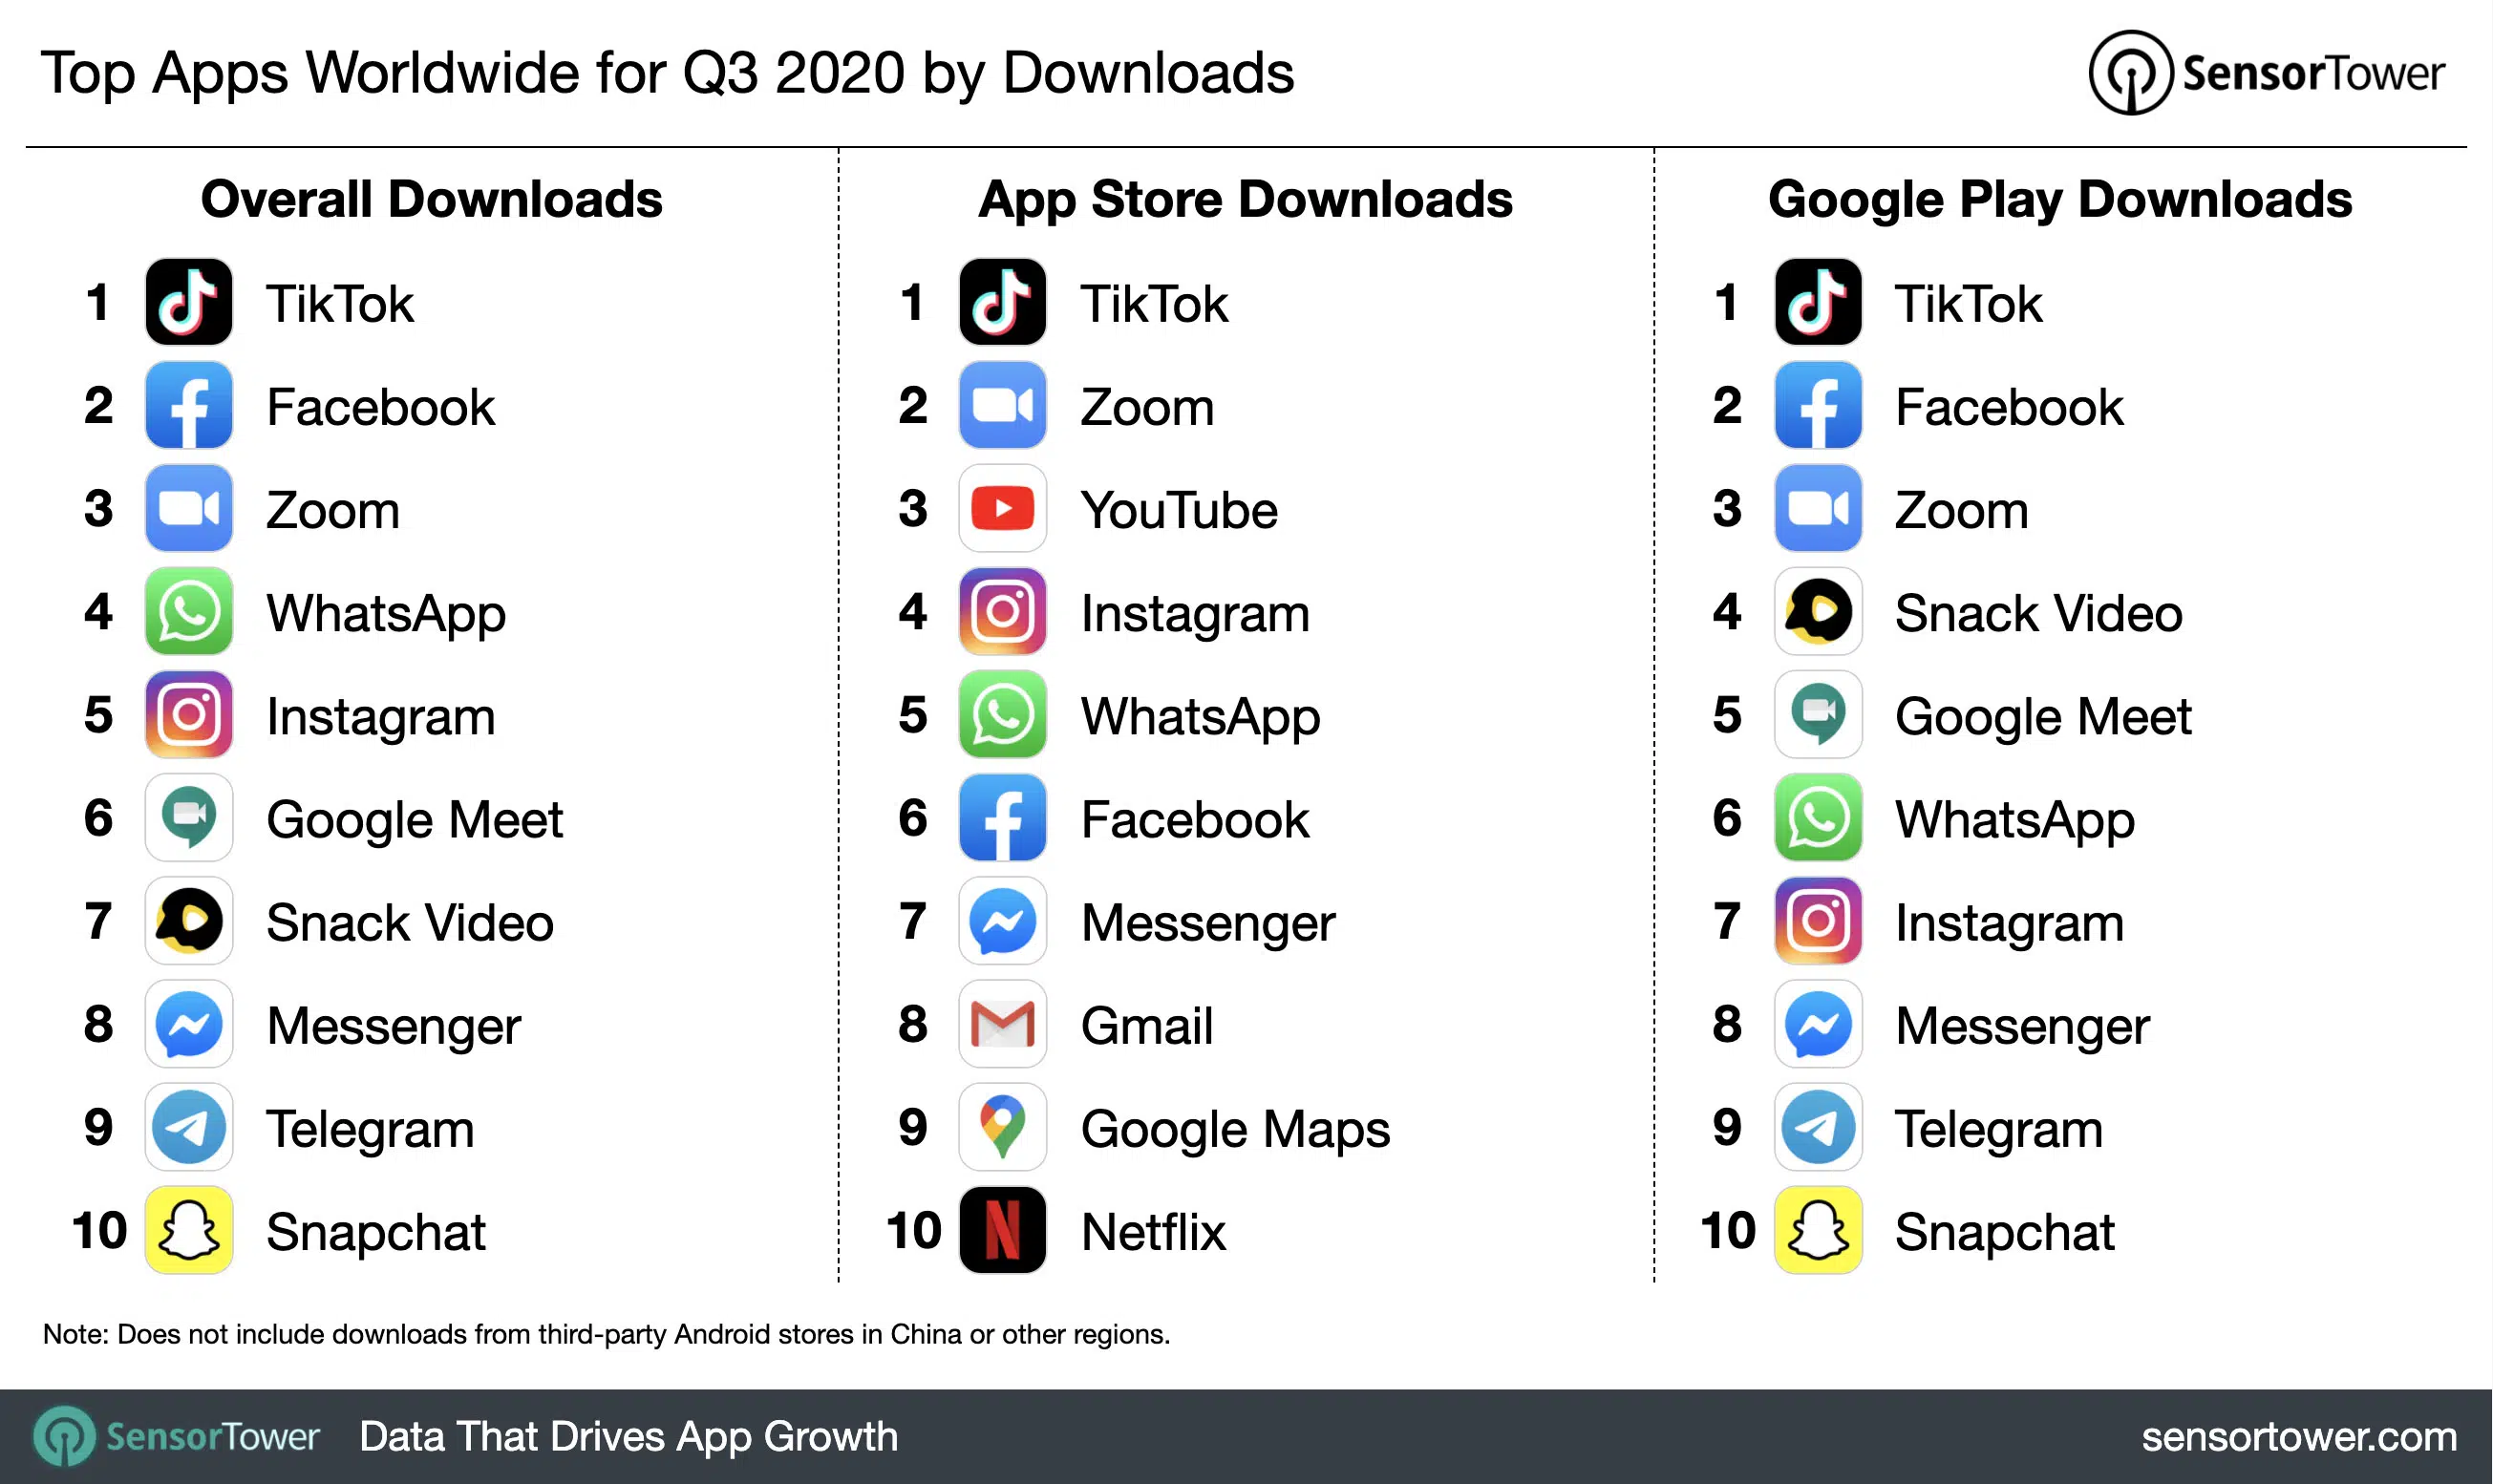 Top Apps Worldwide for Q3 2020 by Downloads
SensorTower
Overall Downloads
1 TikTok
2 Facebook
3 Zoom
4 WhatsApp
5 Instagram
6 Google Meet
7 Snack Video
8 Messenger
9 Telegram
10 Snapchat
App Store Downloads
1 TikTok
2 Zoom
3 YouTube
4 Instagram
5 WhatsApp
6 Facebook
7 Messenger
8 Gmail
9 Google Maps
10 Netflix
Google Play Downloads
1 TikTok
2 Facebook
3 Zoom
4 Snack Video
5 Google Meet
6 WhatsApp
7 Instagram
8 Messenger
9 Telegram
10 Snapchat
Note: Does not include downloads from third-party Android stores in China or other regions.
SensorTower Data That Drives App Growth
sensortower.com